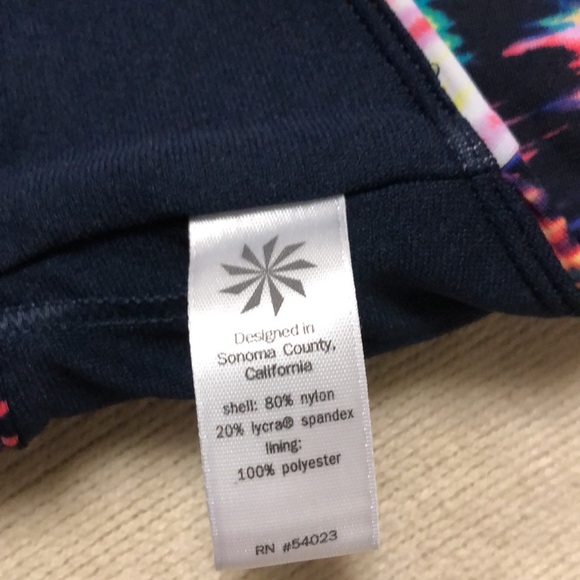 Designed in
Sonoma County,
California
shell: 80% nylon
20% lycra® spandex
lining:
100% polyester
RN #54023